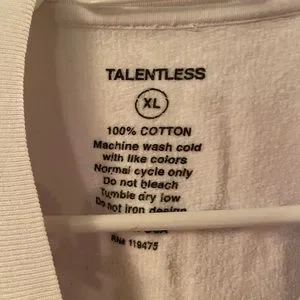 TALENTLESS
XL
100% COTTON
Machine wash cold
with like colors
Normal cycle only
Do not bleach
Tumble dry low
Do not iron design
USA
RN# 119475